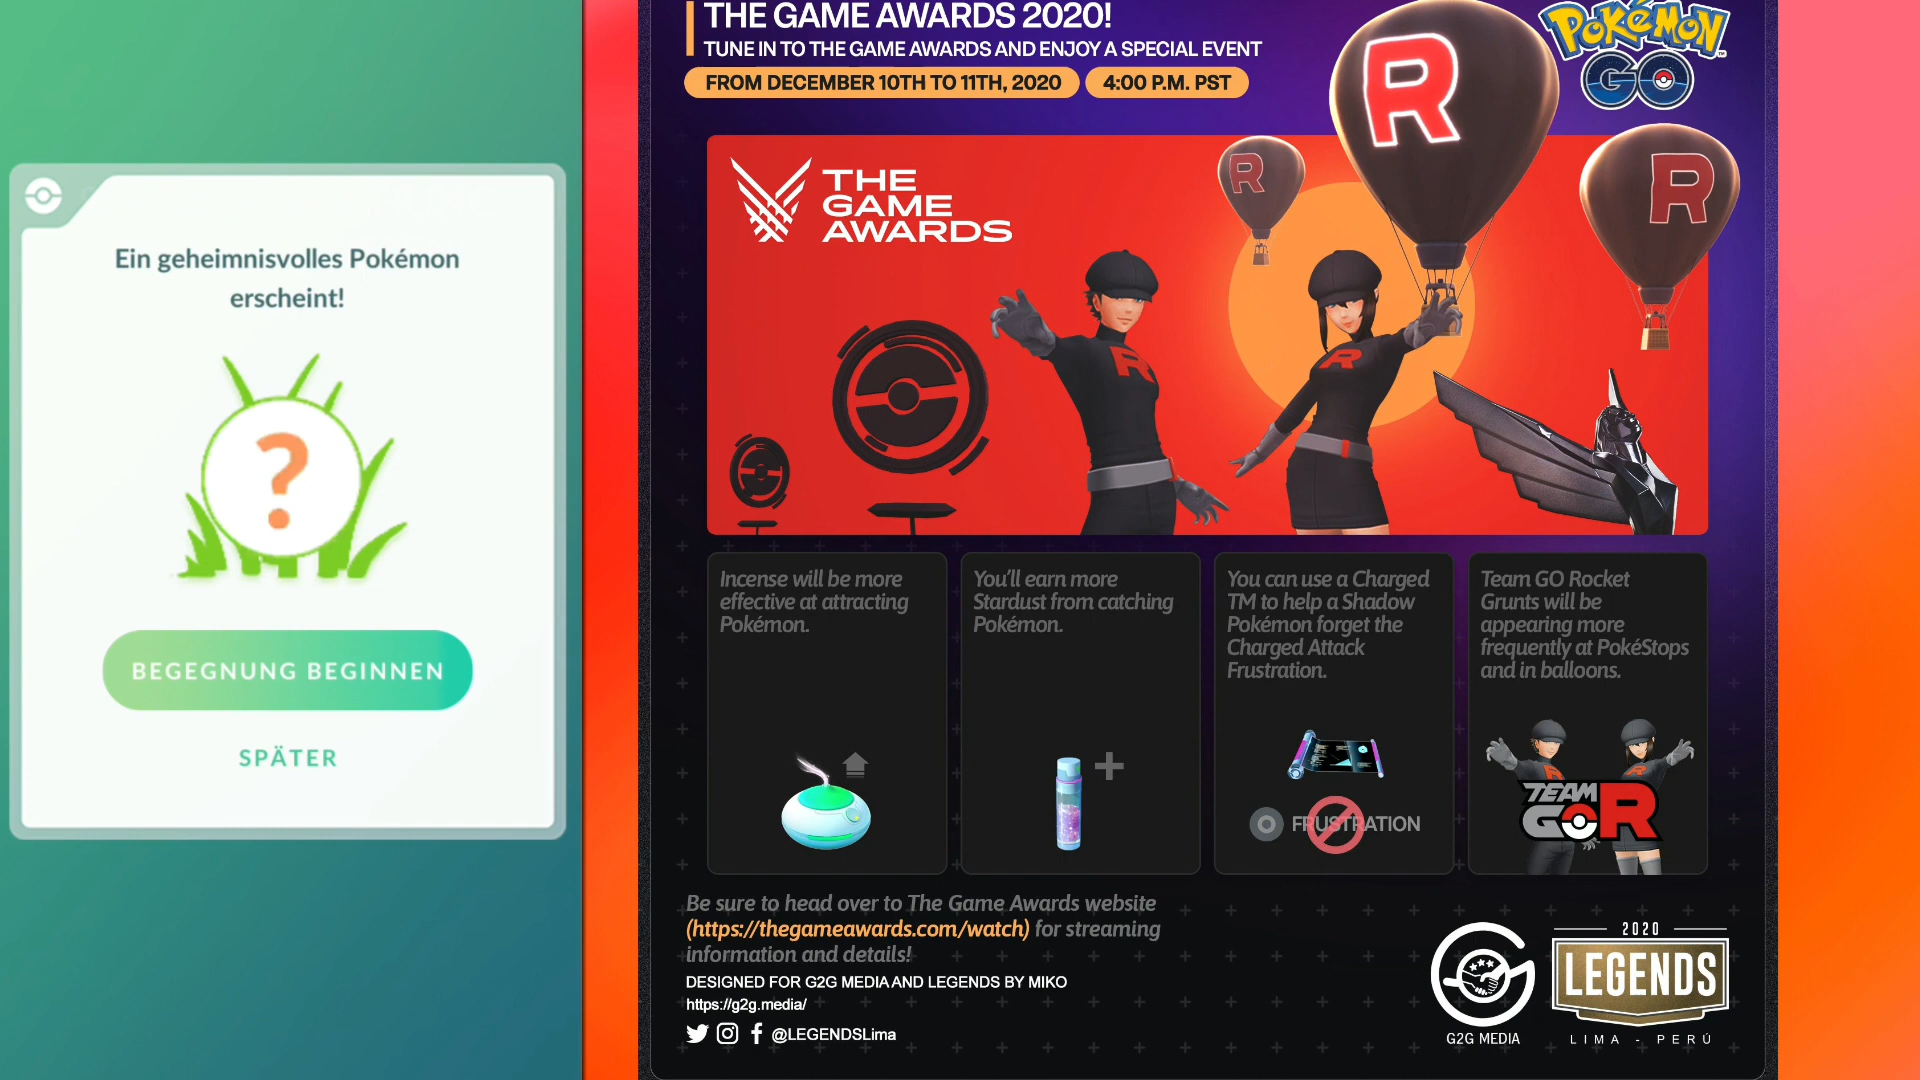 Ein geheimnisvolles Pokémon
erscheint!
?
BEGEGNUNG BEGINNEN
SPÄTER
THE GAME AWARDS 2020!
TUNE IN TO THE GAME AWARDS AND ENJOY A SPECIAL EVENT
FROM DECEMBER 10TH TO 11TH, 2020
4:00 P.M. PST
POKéMON
GO
R
R
R
THE
GAME
AWARDS
R
R
Incense will be more
effective at attracting
Pokémon.
You'll earn more
Stardust from catching
Pokémon.
You can use a Charged
TM to help a Shadow
Pokémon forget the
Charged Attack
Frustration.
FRUSTRATION
Team GO Rocket
Grunts will be
appearing more
frequently at PokéStops
and in balloons.
TEAM
GO R
Be sure to head over to The Game Awards website
(https://thegameawards.com/watch) for streaming
information and details!
DESIGNED FOR G2G MEDIA AND LEGENDS BY MIKO
https://g2g.media/
@LEGENDSLima
G2G MEDIA
2020
LEGENDS
LIMA - PERÚ